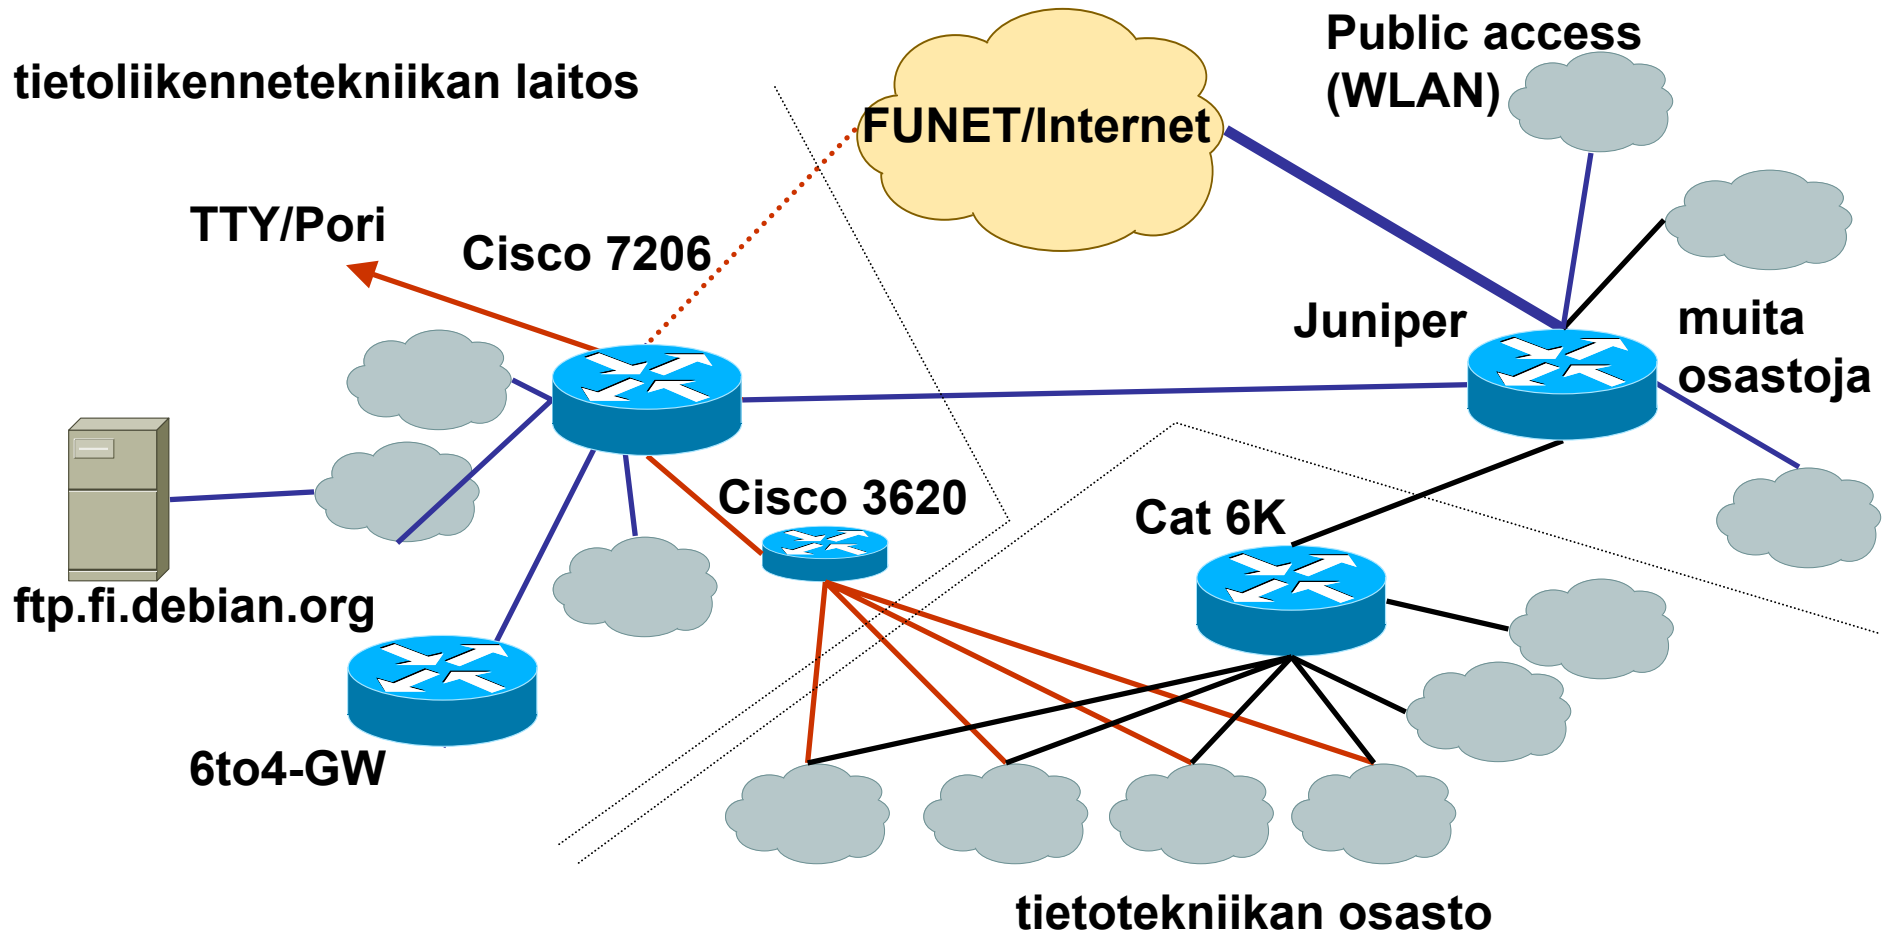 tietoliikennetekniikan laitos
FUNET/Internet
Public access
(WLAN)
TTY/Pori
Cisco 7206
Juniper
muita
osastoja
Cisco 3620
Cat 6K
ftp.fi.debian.org
6to4-GW
tietotekniikan osasto